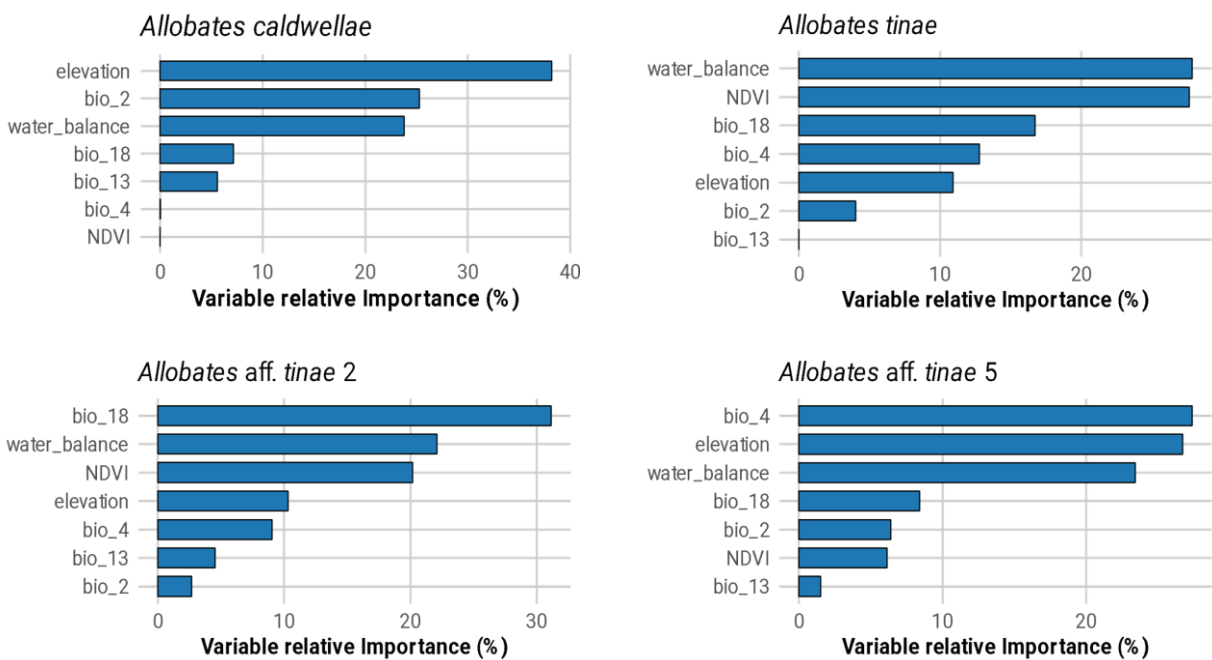 Allobates caldwellae
elevation
bio_2
water_balance
bio_18
bio_13
bio_4
NDVI
0 10 20 30 40
Variable relative Importance (%)
Allobates tinae
water_balance
NDVI
bio_18
bio_4
elevation
bio_2
bio_13
0 10 20
Variable relative Importance (%)
Allobates aff. tinae 2
bio_18
water_balance
NDVI
elevation
bio_4
bio_13
bio_2
0 10 20 30
Variable relative Importance (%)
Allobates aff. tinae 5
bio_4
elevation
water_balance
bio_18
bio_2
NDVI
bio_13
0 10 20
Variable relative Importance (%)